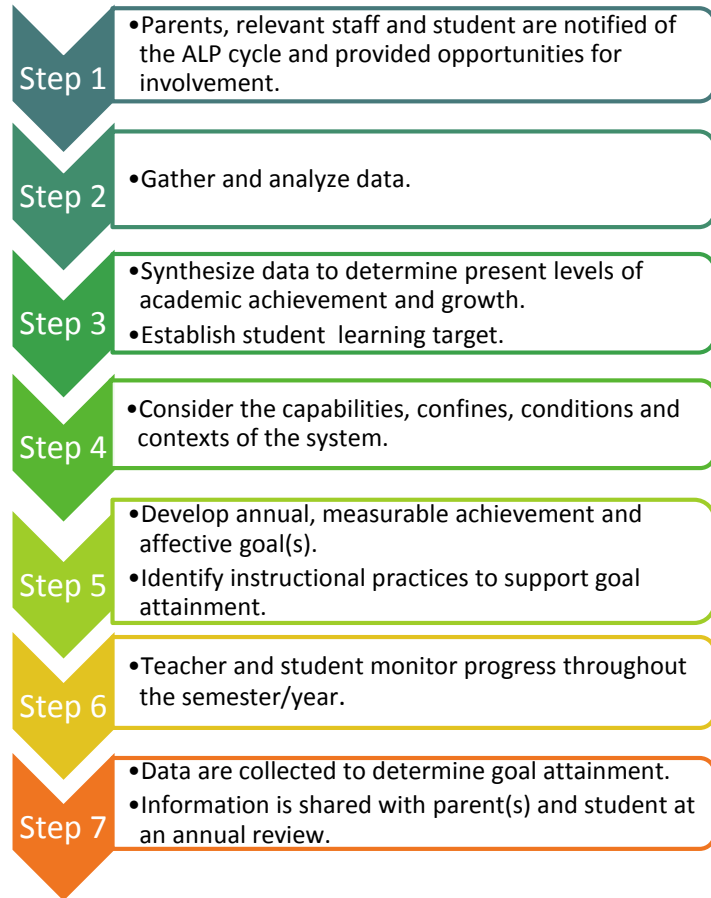 Step 1
•Parents, relevant staff and student are notified of
the ALP cycle and provided opportunities for
involvement.
Step 2
•Gather and analyze data.
Step 3
•Synthesize data to determine present levels of
academic achievement and growth.
•Establish student learning target.
Step 4
•Consider the capabilities, confines, conditions and
contexts of the system.
Step 5
•Develop annual, measurable achievement and
affective goal(s).
•Identify instructional practices to support goal
attainment.
Step 6
•Teacher and student monitor progress throughout
the semester/year.
Step 7
•Data are collected to determine goal attainment.
•Information is shared with parent(s) and student at
an annual review.